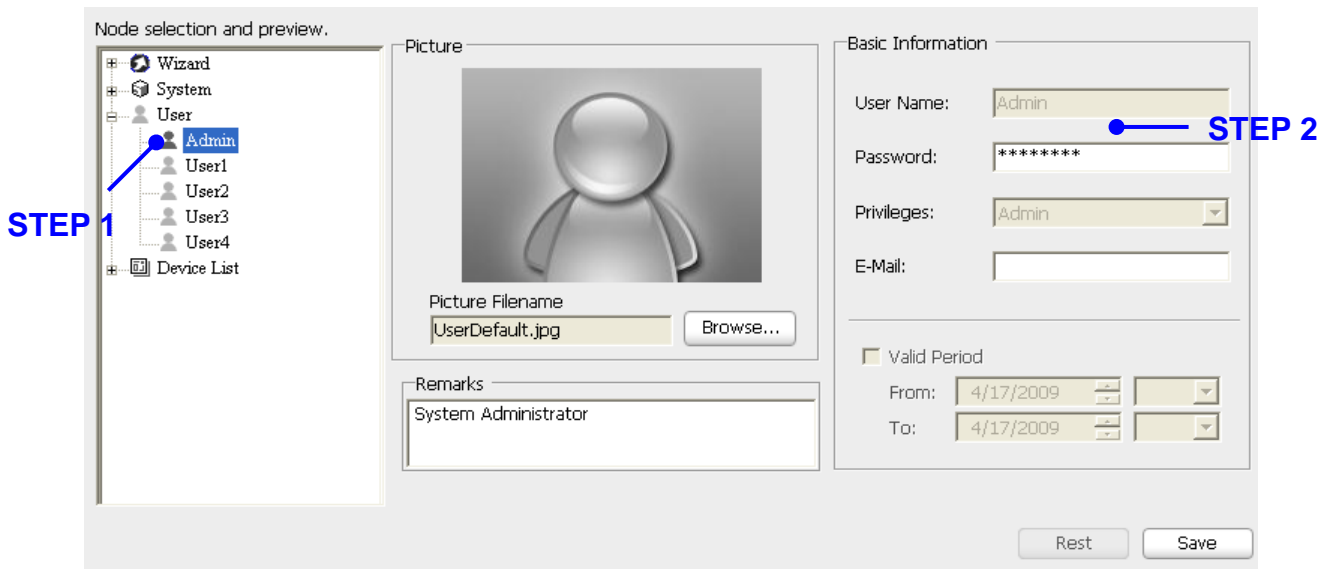 Node selection and preview.
Wizard
System
User
Admin
User1
User2
User3
User4
Device List
STEP 1
Picture
Picture Filename
UserDefault.jpg
Browse...
Remarks
System Administrator
Basic Information
User Name: Admin
STEP 2
Password: ********
Privileges: Admin
E-Mail:
Valid Period
From: 4/17/2009
To: 4/17/2009
Rest Save